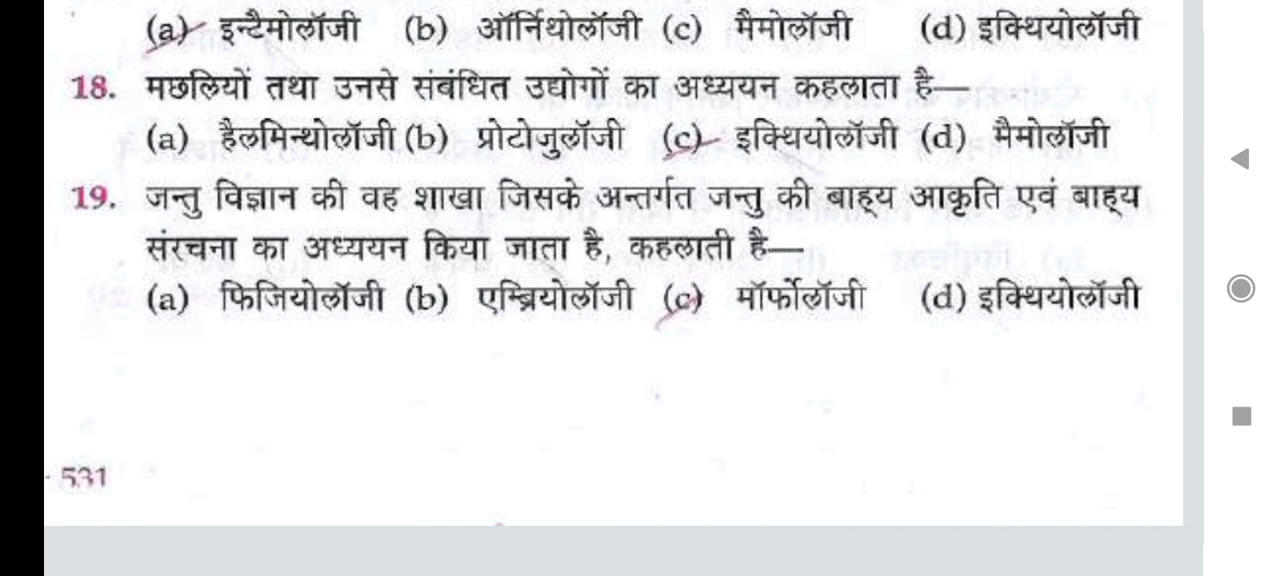 (a) इन्टैमोलॉजी (b) ऑर्निथोलॉजी (c) मैमोलॉजी (d) इक्थियोलॉजी
18. मछलियों तथा उनसे संबंधित उद्योगों का अध्ययन कहलाता है—
(a) हैलमिन्थोलॉजी (b) प्रोटोजुलॉजी (c) इक्थियोलॉजी (d) मैमोलॉजी
19. जन्तु विज्ञान की वह शाखा जिसके अन्तर्गत जन्तु की बाह्य आकृति एवं बाह्य
संरचना का अध्ययन किया जाता है, कहलाती है—
(a) फिजियोलॉजी (b) एम्ब्रियोलॉजी (c) मॉर्फोलॉजी (d) इक्थियोलॉजी
- 531